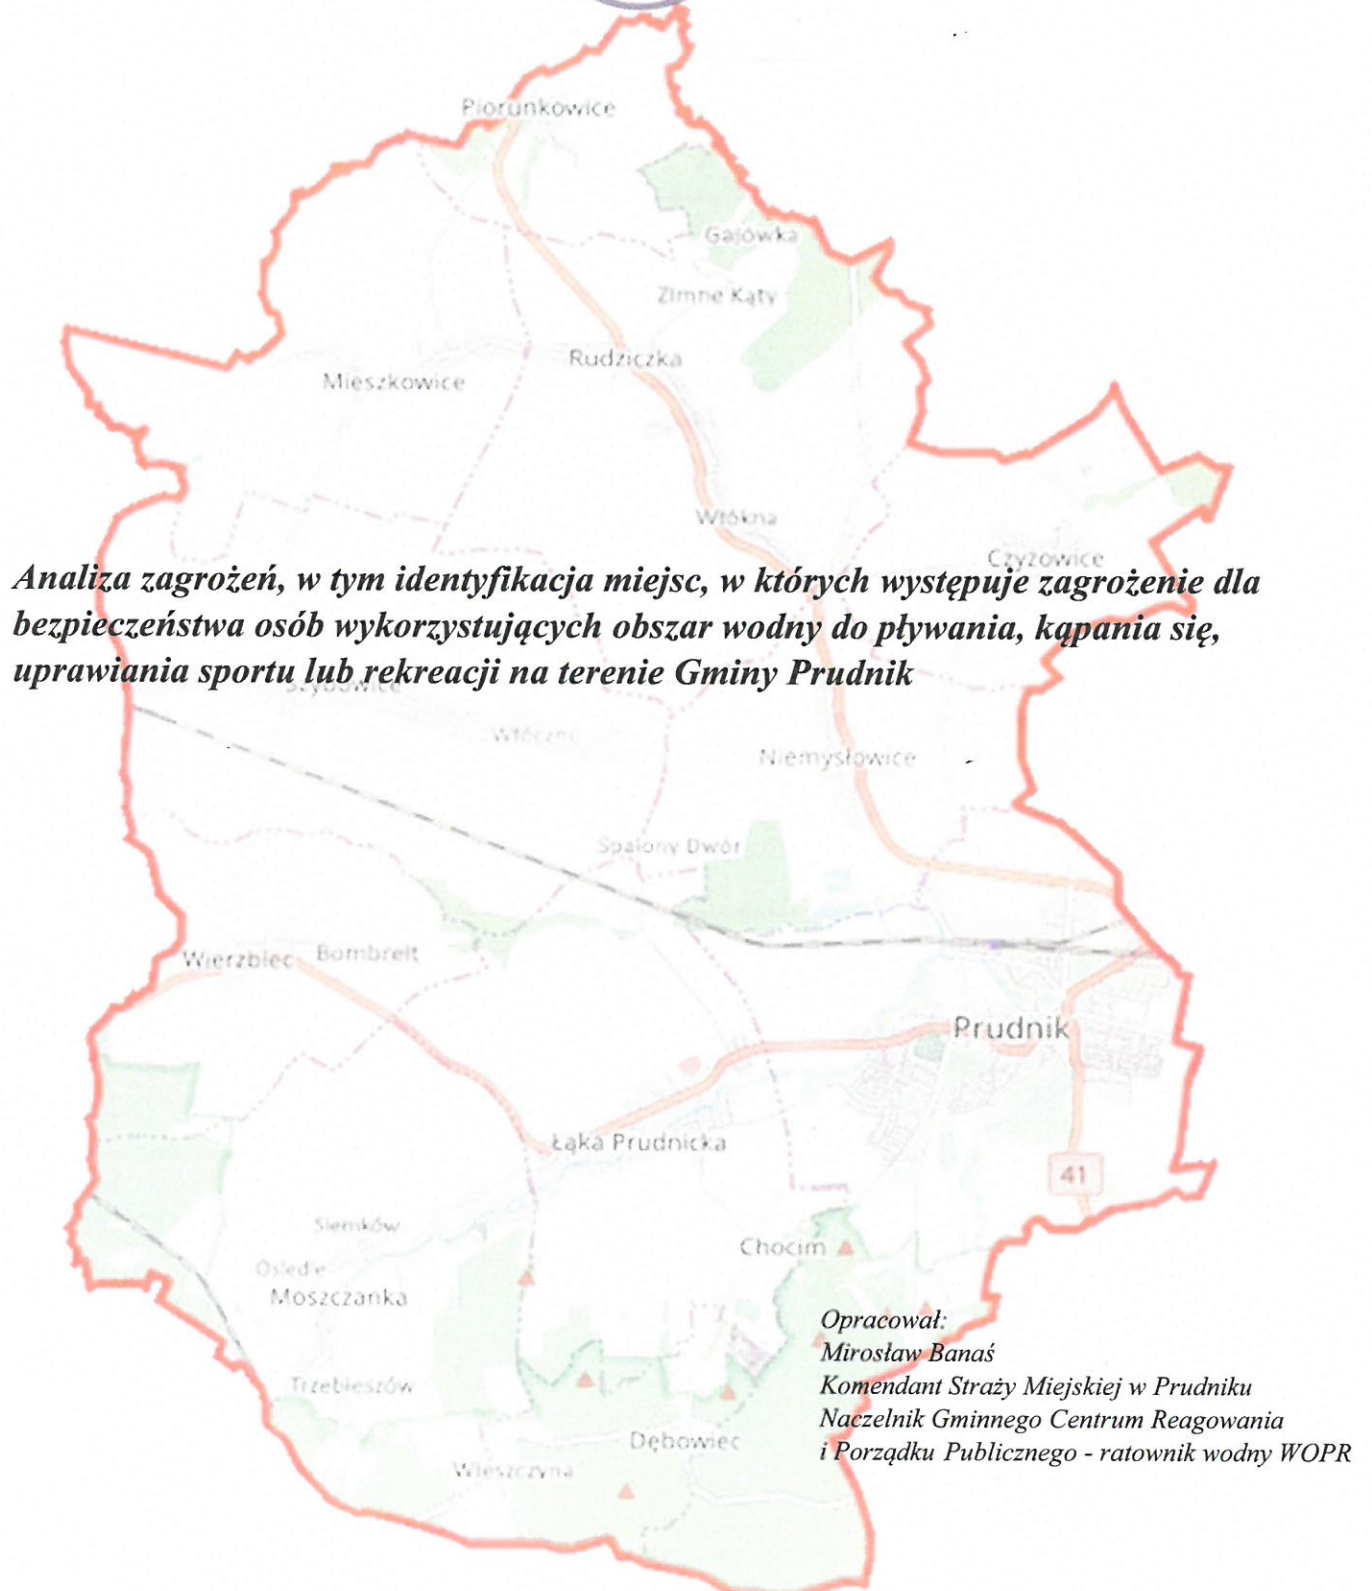 Piorunkowice
Gajówka
Zimne Kąty
Rudziczka
Mieszkowice
Włókna
Czyżowice
Analiza zagrożeń, w tym identyfikacja miejsc, w których występuje zagrożenie dla
bezpieczeństwa osób wykorzystujących obszar wodny do pływania, kąpania się,
uprawiania sportu lub rekreacji na terenie Gminy Prudnik
Niemysłowice
Spalony Dwór
Wierzbiec
Bombreit
Prudnik
Łąka Prudnicka
41
Siemków
Chocim
Osiedle
Moszczanka
Opracował:
Mirosław Banaś
Komendant Straży Miejskiej w Prudniku
Naczelnik Gminnego Centrum Reagowania
i Porządku Publicznego - ratownik wodny WOPR
Trzebieszów
Dębowiec
Wieszczyna